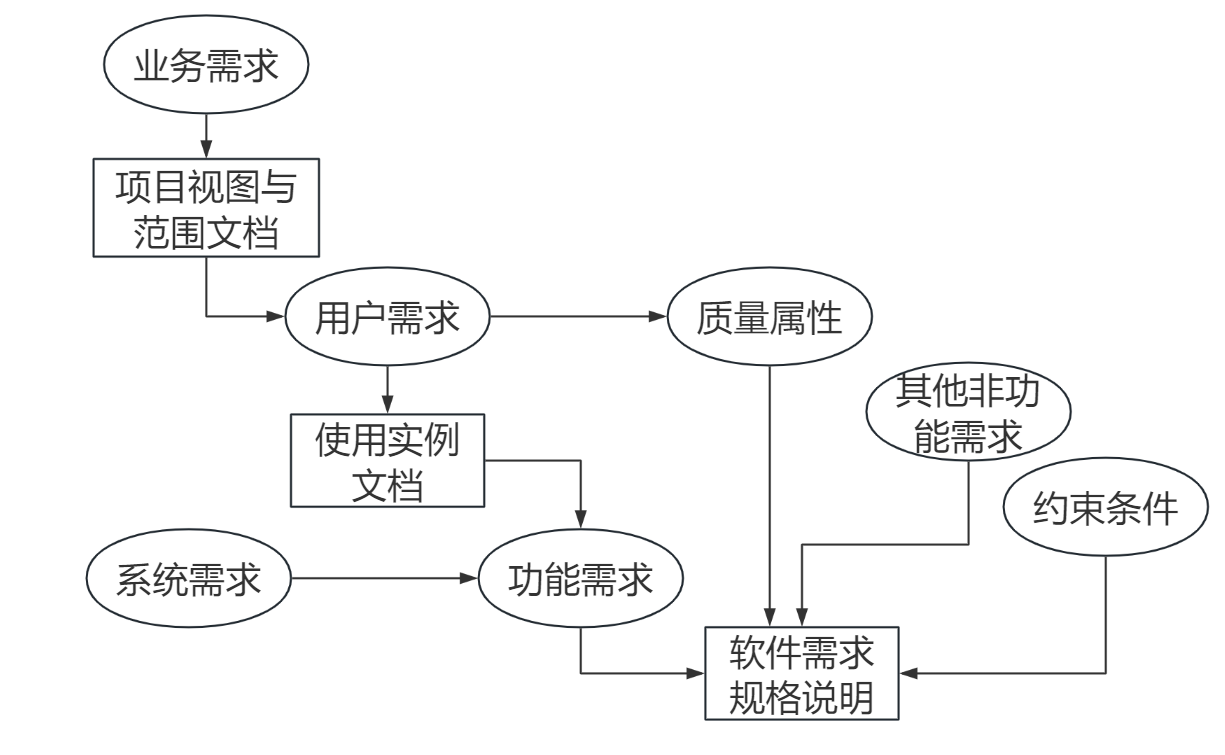 业务需求
项目视图与
范围文档
用户需求
质量属性
其他非功
能需求
使用实例
文档
约束条件
系统需求
功能需求
软件需求
规格说明